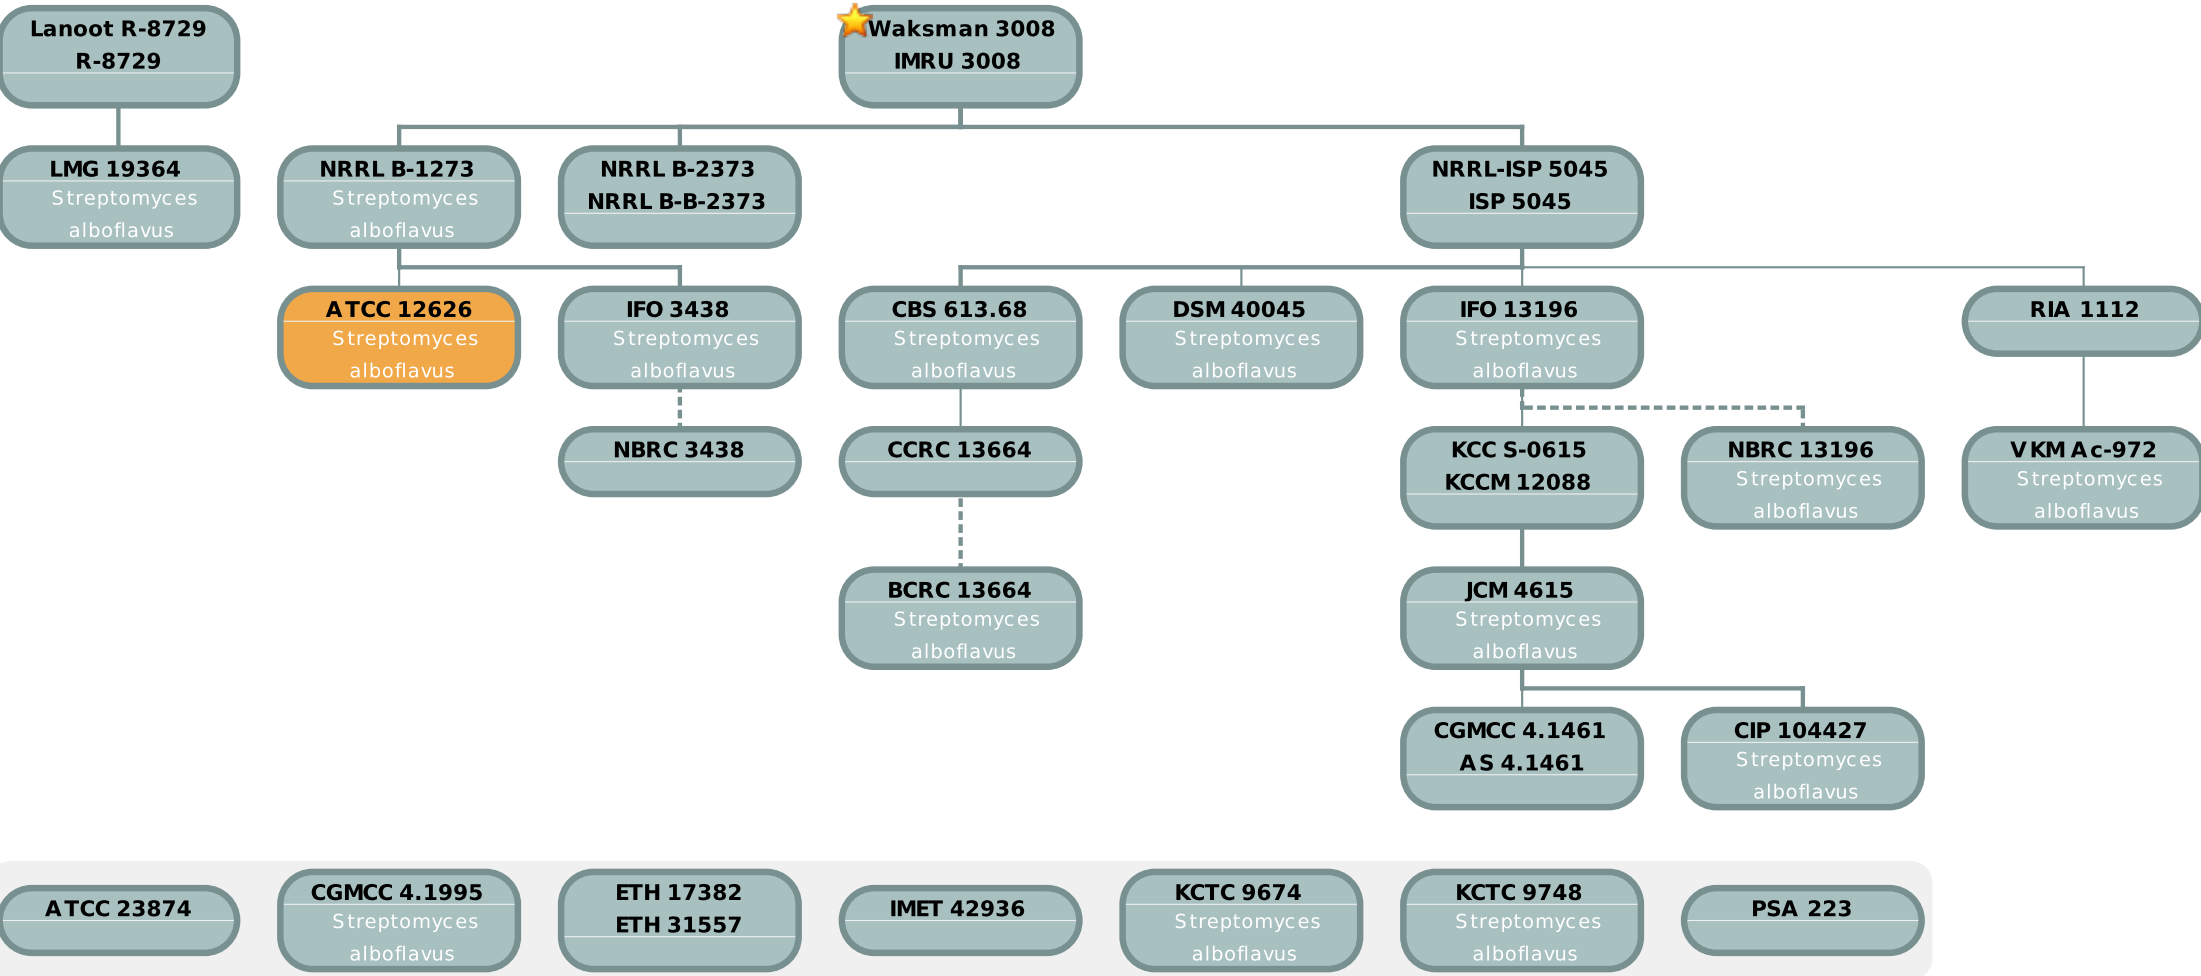 Lanoot R-8729
R-8729
Waksman 3008
IMRU 3008
LMG 19364
Streptomyces
alboflavus
NRRL B-1273
Streptomyces
alboflavus
NRRL B-2373
NRRL B-B-2373
NRRL-ISP 5045
ISP 5045
ATCC 12626
Streptomyces
alboflavus
IFO 3438
Streptomyces
alboflavus
CBS 613.68
Streptomyces
alboflavus
DSM 40045
Streptomyces
alboflavus
IFO 13196
Streptomyces
alboflavus
RIA 1112
NBRC 3438
CCRC 13664
KCC S-0615
KCCM 12088
NBRC 13196
Streptomyces
alboflavus
VKM Ac-972
Streptomyces
alboflavus
BCRC 13664
Streptomyces
alboflavus
JCM 4615
Streptomyces
alboflavus
CGMCC 4.1461
AS 4.1461
CIP 104427
Streptomyces
alboflavus
ATCC 23874
CGMCC 4.1995
Streptomyces
alboflavus
ETH 17382
ETH 31557
IMET 42936
KCTC 9674
Streptomyces
alboflavus
KCTC 9748
Streptomyces
alboflavus
PSA 223